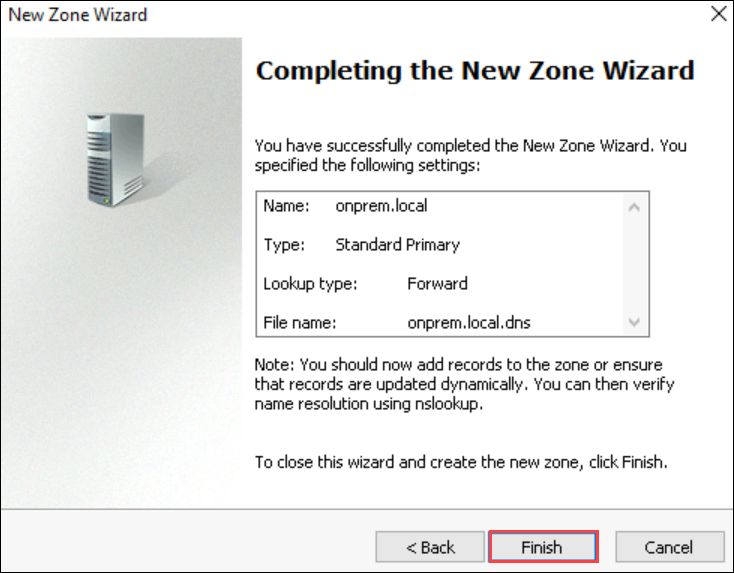 New Zone Wizard
Completing the New Zone Wizard
You have successfully completed the New Zone Wizard. You
specified the following settings:
Name: onprem.local
Type: Standard Primary
Lookup type: Forward
File name: onprem.local.dns
Note: You should now add records to the zone or ensure
that records are updated dynamically. You can then verify
name resolution using nslookup.
To close this wizard and create the new zone, click Finish.
< Back Finish Cancel